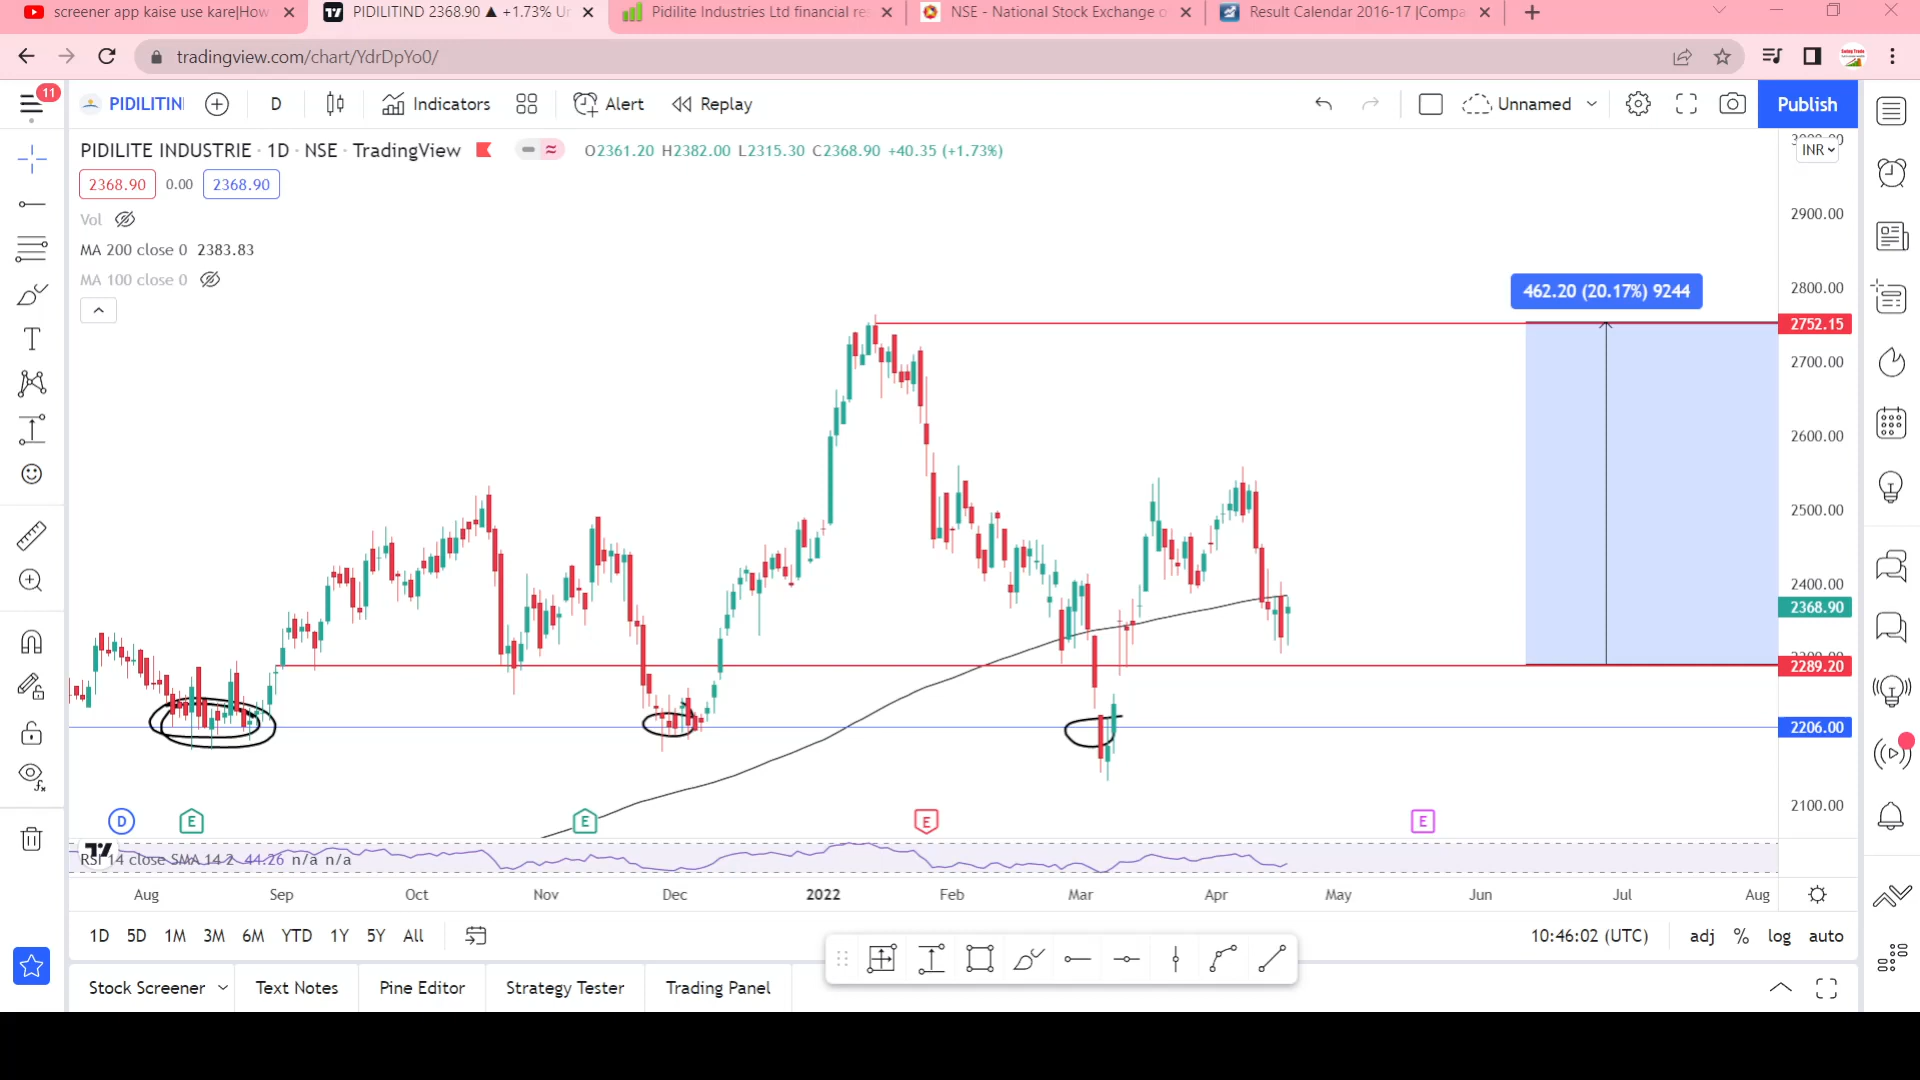 screener app kaise use kare|How
PIDILITIND 2368.90 ▲ +1.73% Un
Pidilite Industries Ltd financial re
NSE - National Stock Exchange o
Result Calendar 2016-17 |Compa
tradingview.com/chart/YdrDpYo0/
11
PIDILITIN
D
Indicators
Alert
Replay
Unnamed
Publish
PIDILITE INDUSTRIE · 1D · NSE · TradingView
O2361.20 H2382.00 L2315.30 C2368.90 +40.35 (+1.73%)
INR
2368.90 0.00 2368.90
Vol
MA 200 close 0 2383.83
MA 100 close 0
2900.00
462.20 (20.17%) 9244
2800.00
2752.15
2700.00
2600.00
2500.00
2400.00
2368.90
2289.20
2206.00
2100.00
D E E E E
RSI 14 close SMA 14 2 44.26 n/a n/a
Aug Sep Oct Nov Dec 2022 Feb Mar Apr May Jun Jul Aug
1D 5D 1M 3M 6M YTD 1Y 5Y All
10:46:02 (UTC) adj % log auto
Stock Screener Text Notes Pine Editor Strategy Tester Trading Panel